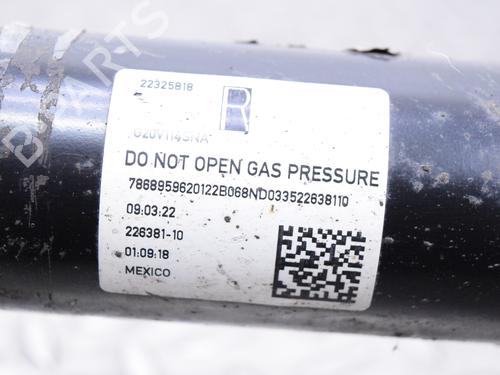 22325818
R
G20V114SNA
DO NOT OPEN GAS PRESSURE
7868959620122B068ND033522638110
09:03:22
226381-10
01:09:18
MEXICO